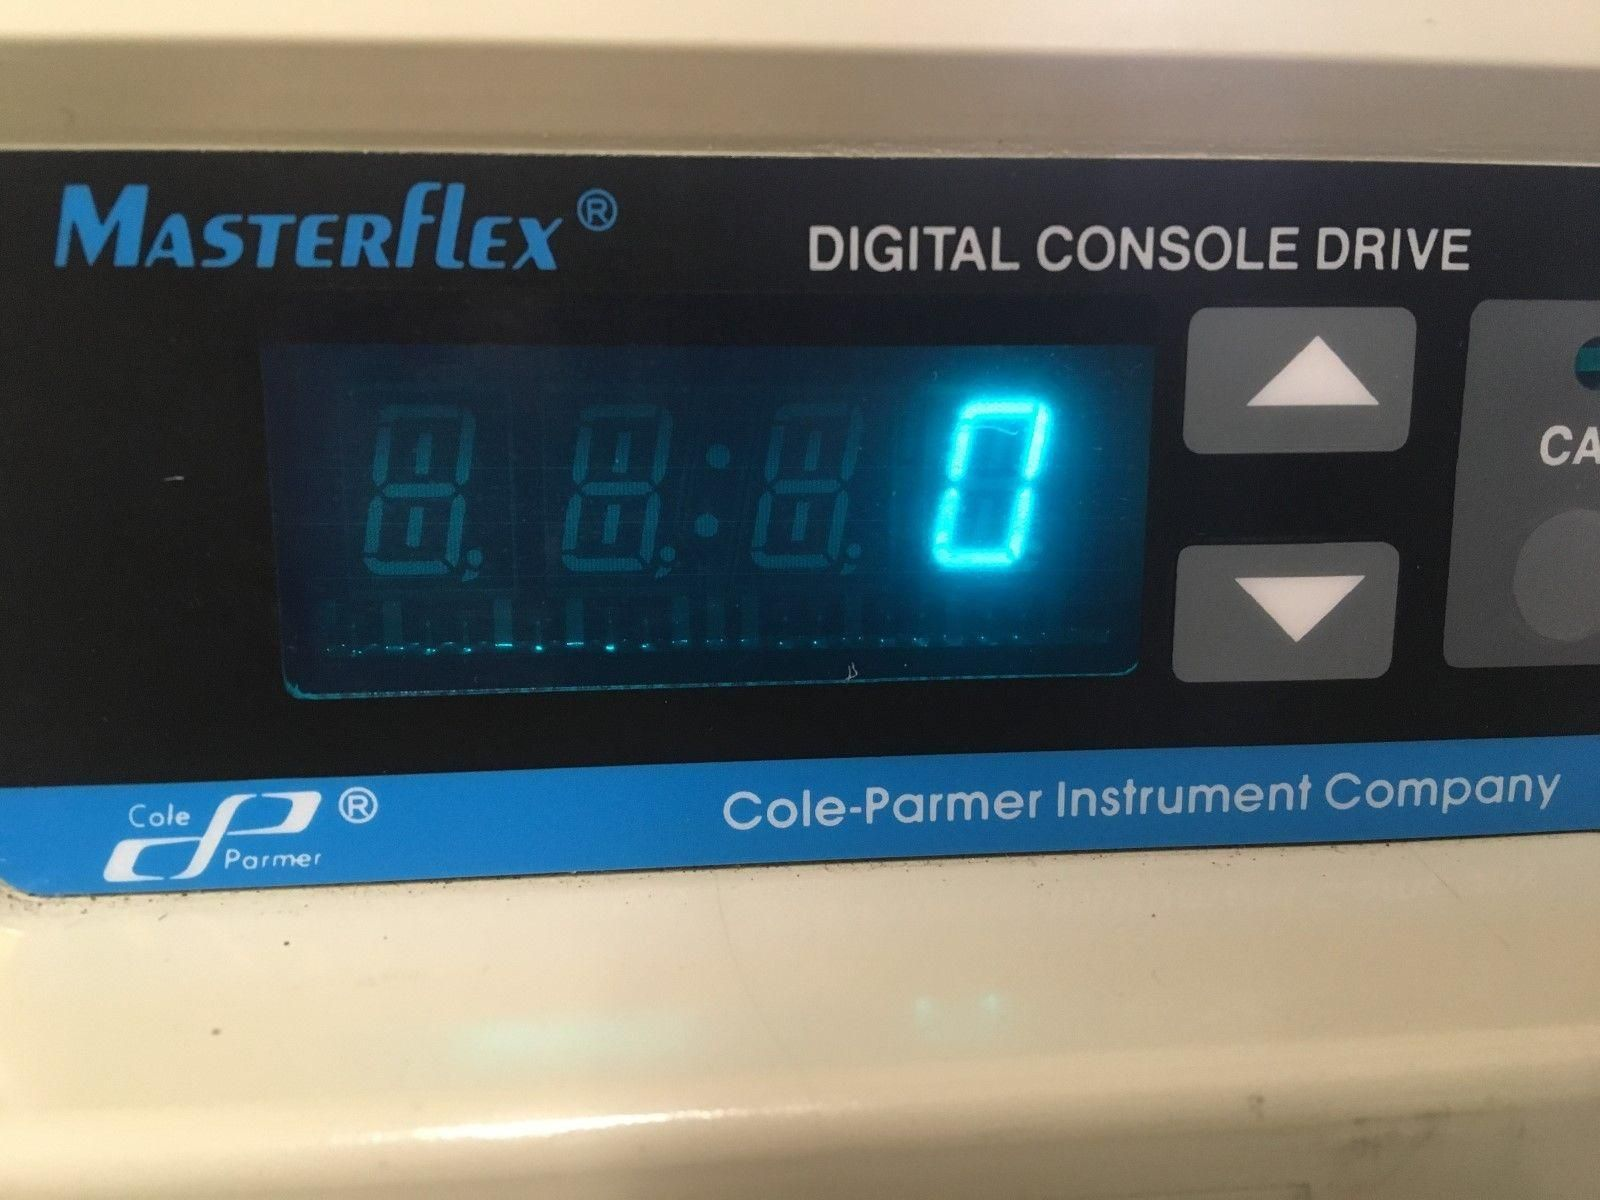 MASTERFLEX®
DIGITAL CONSOLE DRIVE
0
CA
Cole
Parmer
®
Cole-Parmer Instrument Company